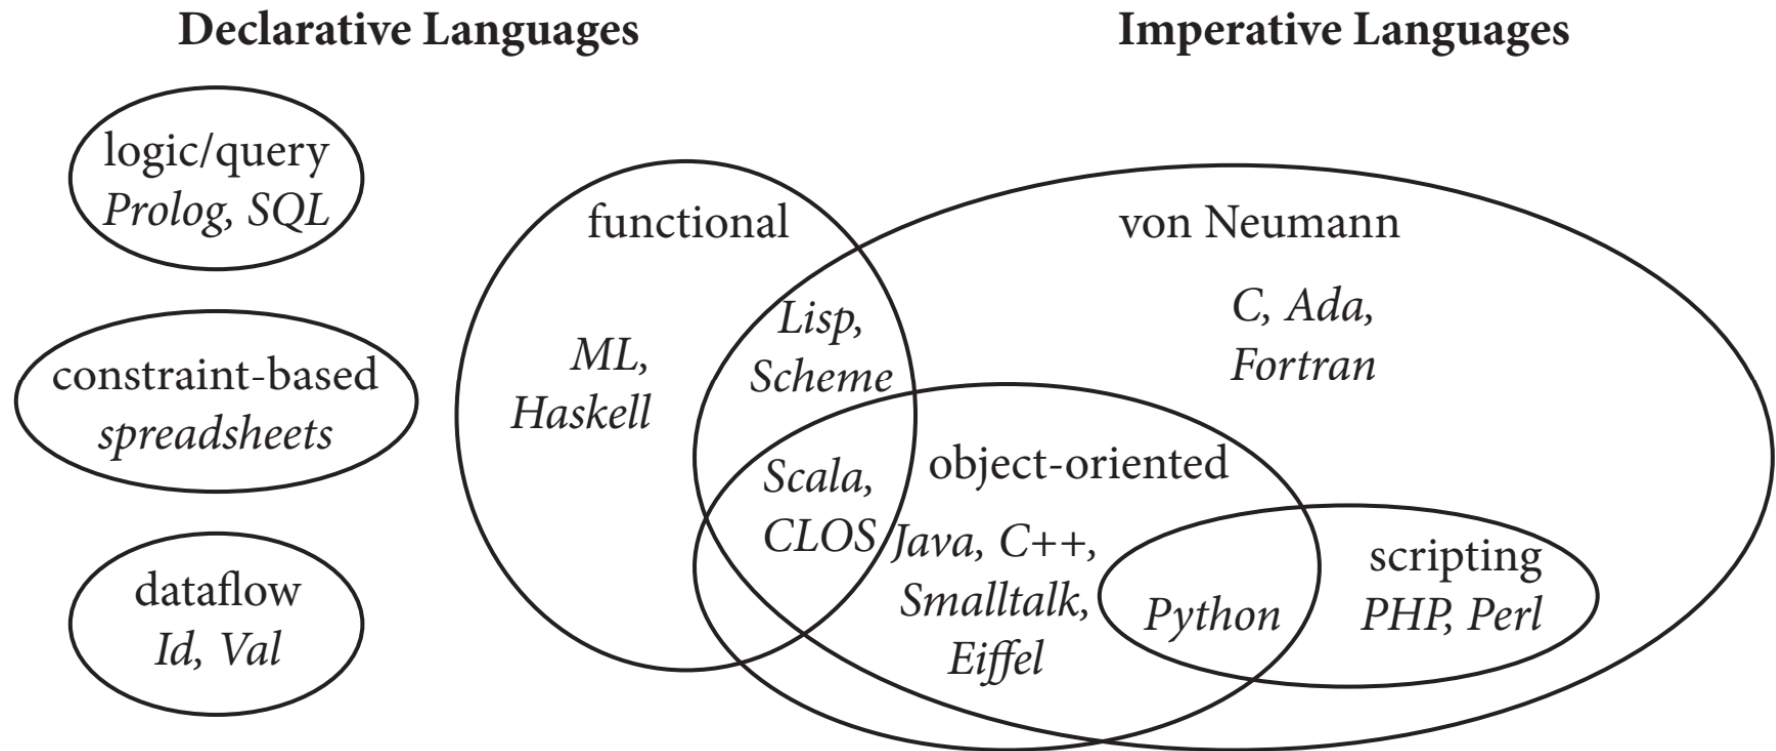 Declarative Languages
Imperative Languages
logic/query
Prolog, SQL
constraint-based
spreadsheets
dataflow
Id, Val
functional
ML,
Haskell
Lisp,
Scheme
Scala,
CLOS
von Neumann
C, Ada,
Fortran
object-oriented
Java, C++,
Smalltalk,
Eiffel
Python
scripting
PHP, Perl